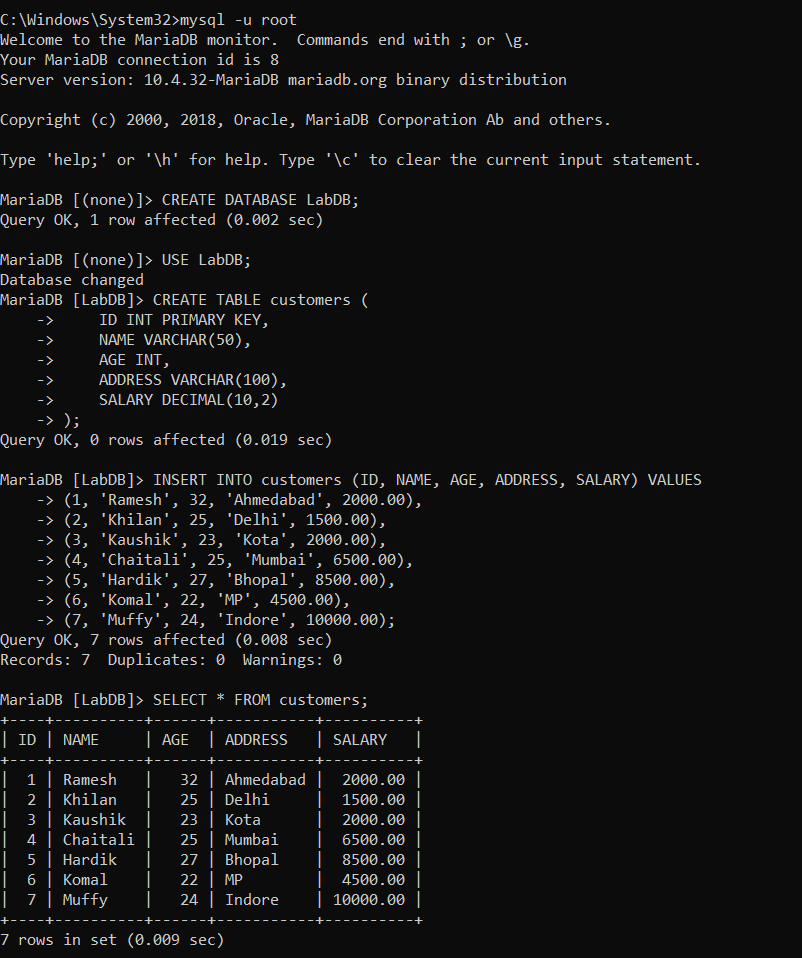 C:\Windows\System32>mysql -u root
Welcome to the MariaDB monitor.  Commands end with ; or \g.
Your MariaDB connection id is 8
Server version: 10.4.32-MariaDB mariadb.org binary distribution

Copyright (c) 2000, 2018, Oracle, MariaDB Corporation Ab and others.

Type 'help;' or '\h' for help. Type '\c' to clear the current input statement.

MariaDB [(none)]> CREATE DATABASE LabDB;
Query OK, 1 row affected (0.002 sec)

MariaDB [(none)]> USE LabDB;
Database changed
MariaDB [LabDB]> CREATE TABLE customers (
    ->     ID INT PRIMARY KEY,
    ->     NAME VARCHAR(50),
    ->     AGE INT,
    ->     ADDRESS VARCHAR(100),
    ->     SALARY DECIMAL(10,2)
    -> );
Query OK, 0 rows affected (0.019 sec)

MariaDB [LabDB]> INSERT INTO customers (ID, NAME, AGE, ADDRESS, SALARY) VALUES
    -> (1, 'Ramesh', 32, 'Ahmedabad', 2000.00),
    -> (2, 'Khilan', 25, 'Delhi', 1500.00),
    -> (3, 'Kaushik', 23, 'Kota', 2000.00),
    -> (4, 'Chaitali', 25, 'Mumbai', 6500.00),
    -> (5, 'Hardik', 27, 'Bhopal', 8500.00),
    -> (6, 'Komal', 22, 'MP', 4500.00),
    -> (7, 'Muffy', 24, 'Indore', 10000.00);
Query OK, 7 rows affected (0.008 sec)
Records: 7  Duplicates: 0  Warnings: 0

MariaDB [LabDB]> SELECT * FROM customers;
+----+----------+------+-----------+----------+
| ID | NAME     | AGE  | ADDRESS   | SALARY   |
+----+----------+------+-----------+----------+
|  1 | Ramesh   |   32 | Ahmedabad |  2000.00 |
|  2 | Khilan   |   25 | Delhi     |  1500.00 |
|  3 | Kaushik  |   23 | Kota      |  2000.00 |
|  4 | Chaitali |   25 | Mumbai    |  6500.00 |
|  5 | Hardik   |   27 | Bhopal    |  8500.00 |
|  6 | Komal    |   22 | MP        |  4500.00 |
|  7 | Muffy    |   24 | Indore    | 10000.00 |
+----+----------+------+-----------+----------+
7 rows in set (0.009 sec)